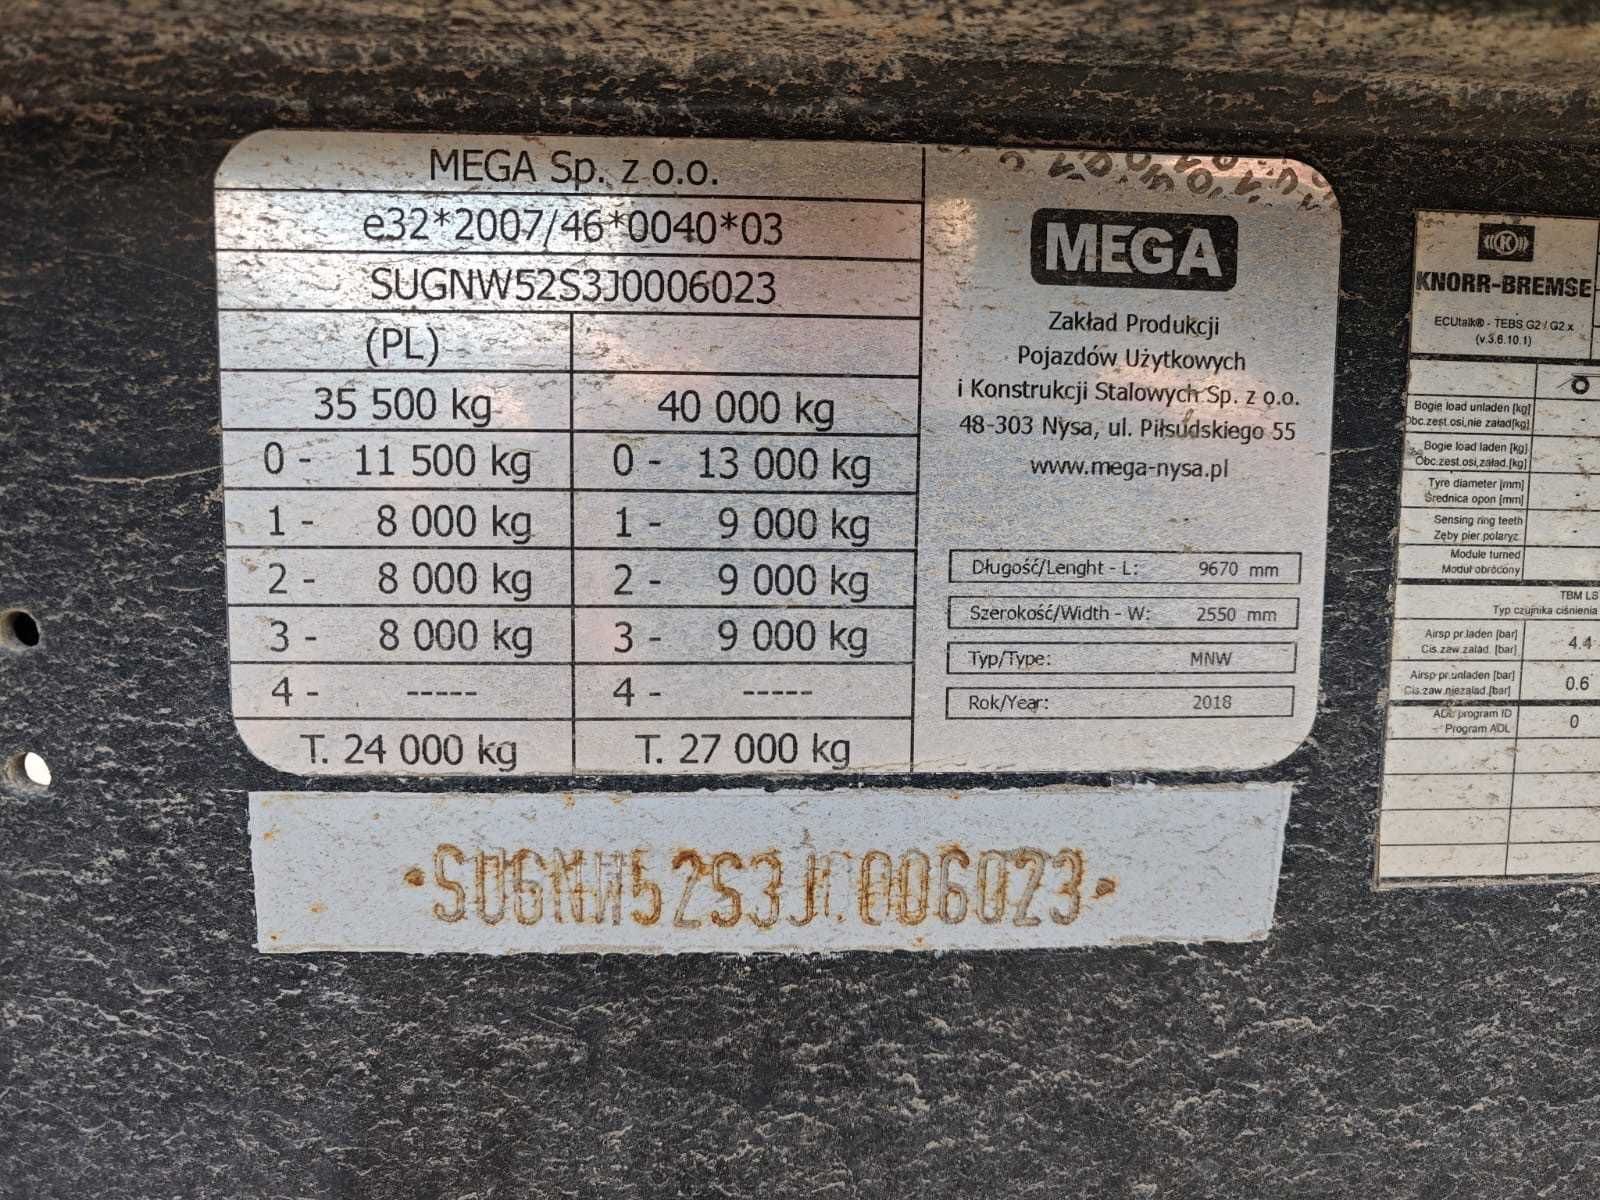 MEGA Sp. z o.o.
e32*2007/46*0040*03
SUGNW52S3J0006023
(PL)
35 500 kg 40 000 kg
0 - 11 500 kg 0 - 13 000 kg
1 - 8 000 kg 1 - 9 000 kg
2 - 8 000 kg 2 - 9 000 kg
3 - 8 000 kg 3 - 9 000 kg
4 - ----- 4 - -----
T. 24 000 kg T. 27 000 kg
MEGA
Zakład Produkcji
Pojazdów Użytkowych
i Konstrukcji Stalowych Sp. z o.o.
48-303 Nysa, ul. Piłsudskiego 55
www.mega-nysa.pl
Długość/Lenght - L: 9670 mm
Szerokość/Width - W: 2550 mm
Typ/Type: MNW
Rok/Year: 2018
SUGNW52S3J0006023
KNORR-BREMSE
ECUtalk® - TEBS G2 / G2.x
(v.3.6.10.1)
Bogie load unladen [kg] -
Obc.zest.osi,nie załad[kg]
Bogie load laden [kg] -
Obc.zest.osi,załad.[kg]
Tyre diameter [mm] -
Średnica opon [mm]
Sensing ring teeth -
Zęby pier.polaryz.
Module turned
Moduł obrócony
TBM LS
Typ czujnika ciśnienia
Airsp pr.laden [bar] 4.4
Cis.zaw.załad. [bar]
Airsp pr.unladen [bar] 0.6
Cis.zaw.niezalad.[bar]
ADL program ID 0
Program ADL